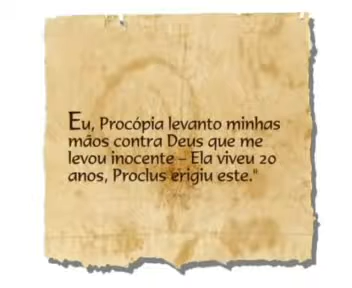 Eu, Procópia levanto minhas
mãos contra Deus que me
levou inocente – Ela viveu 20
anos, Proclus erigiu este."